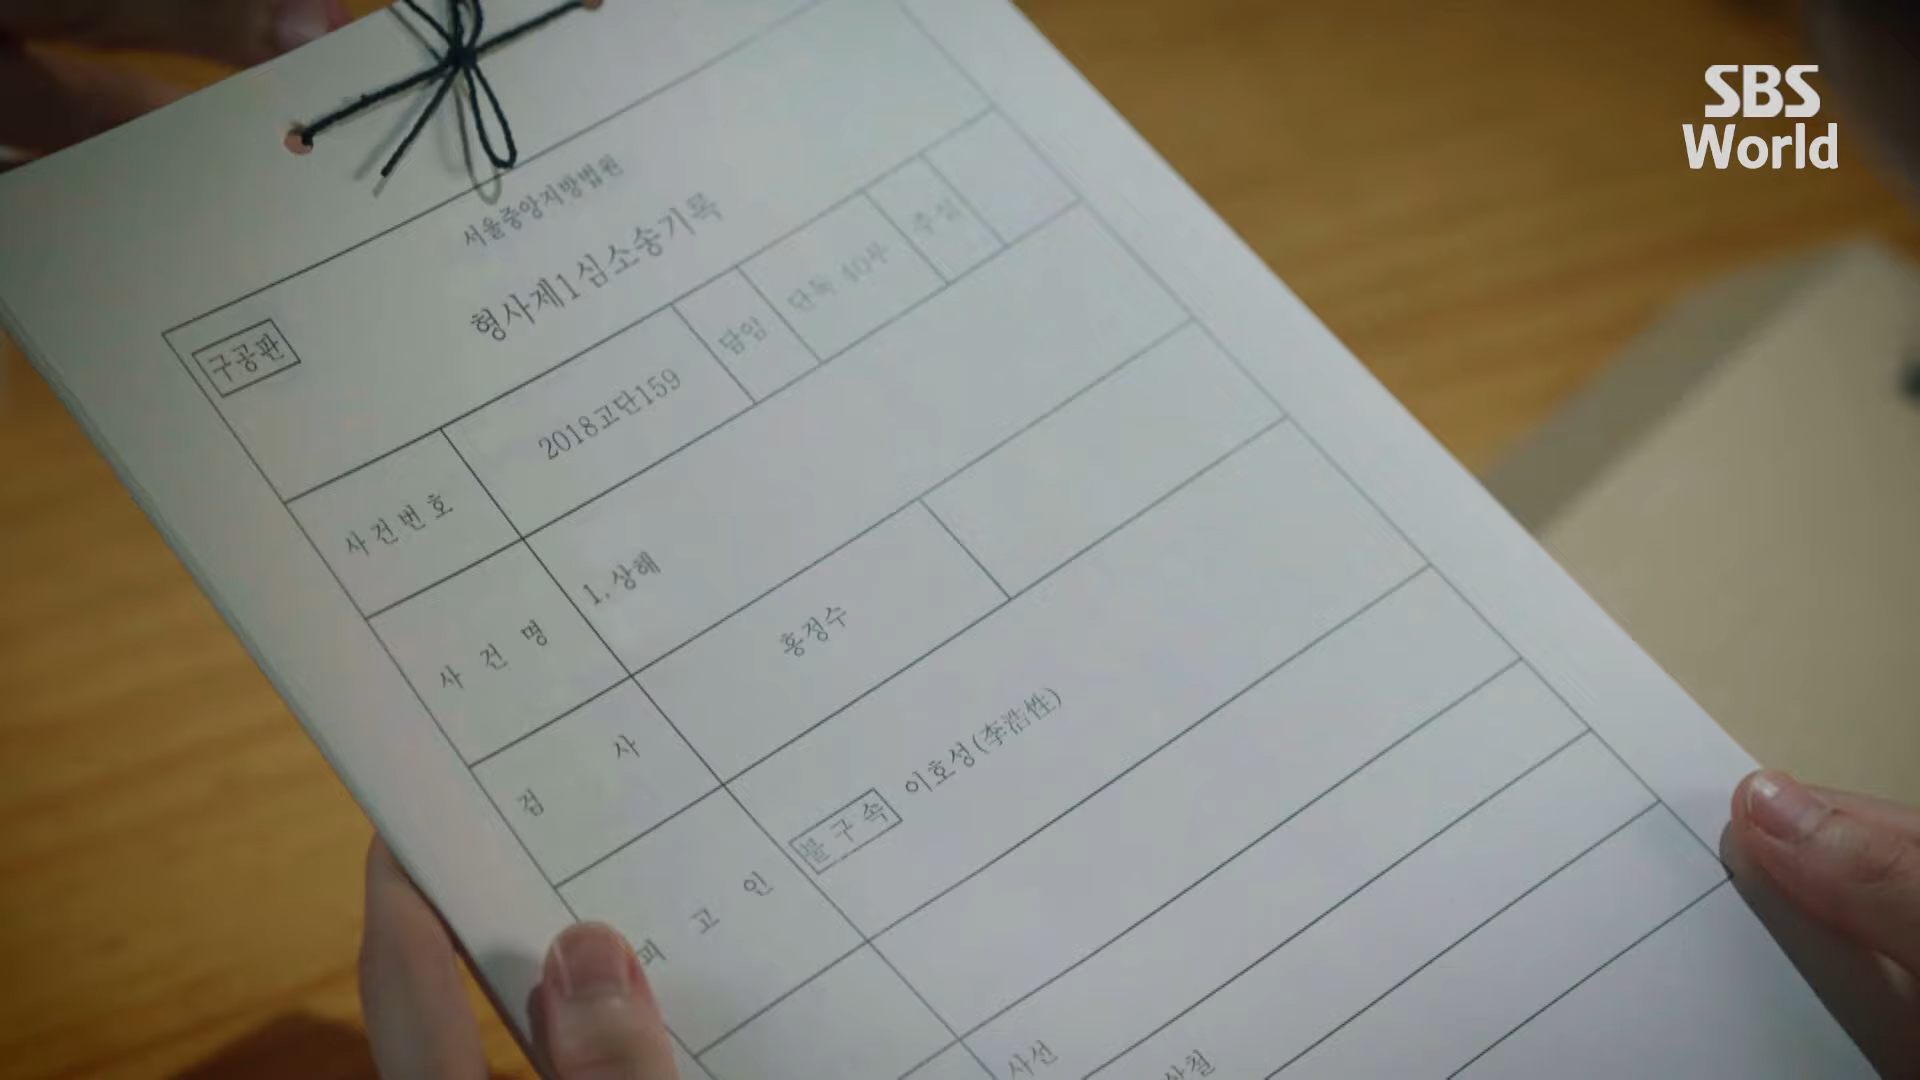 SBS
World
서울중앙지방법원
형사제1심소송기록
구공판
사건번호 2018고단159 담임 단독 40부 주심
사건명 1. 상해
검사 홍정수
피고인 불구속 이호성(李浩性)
사선